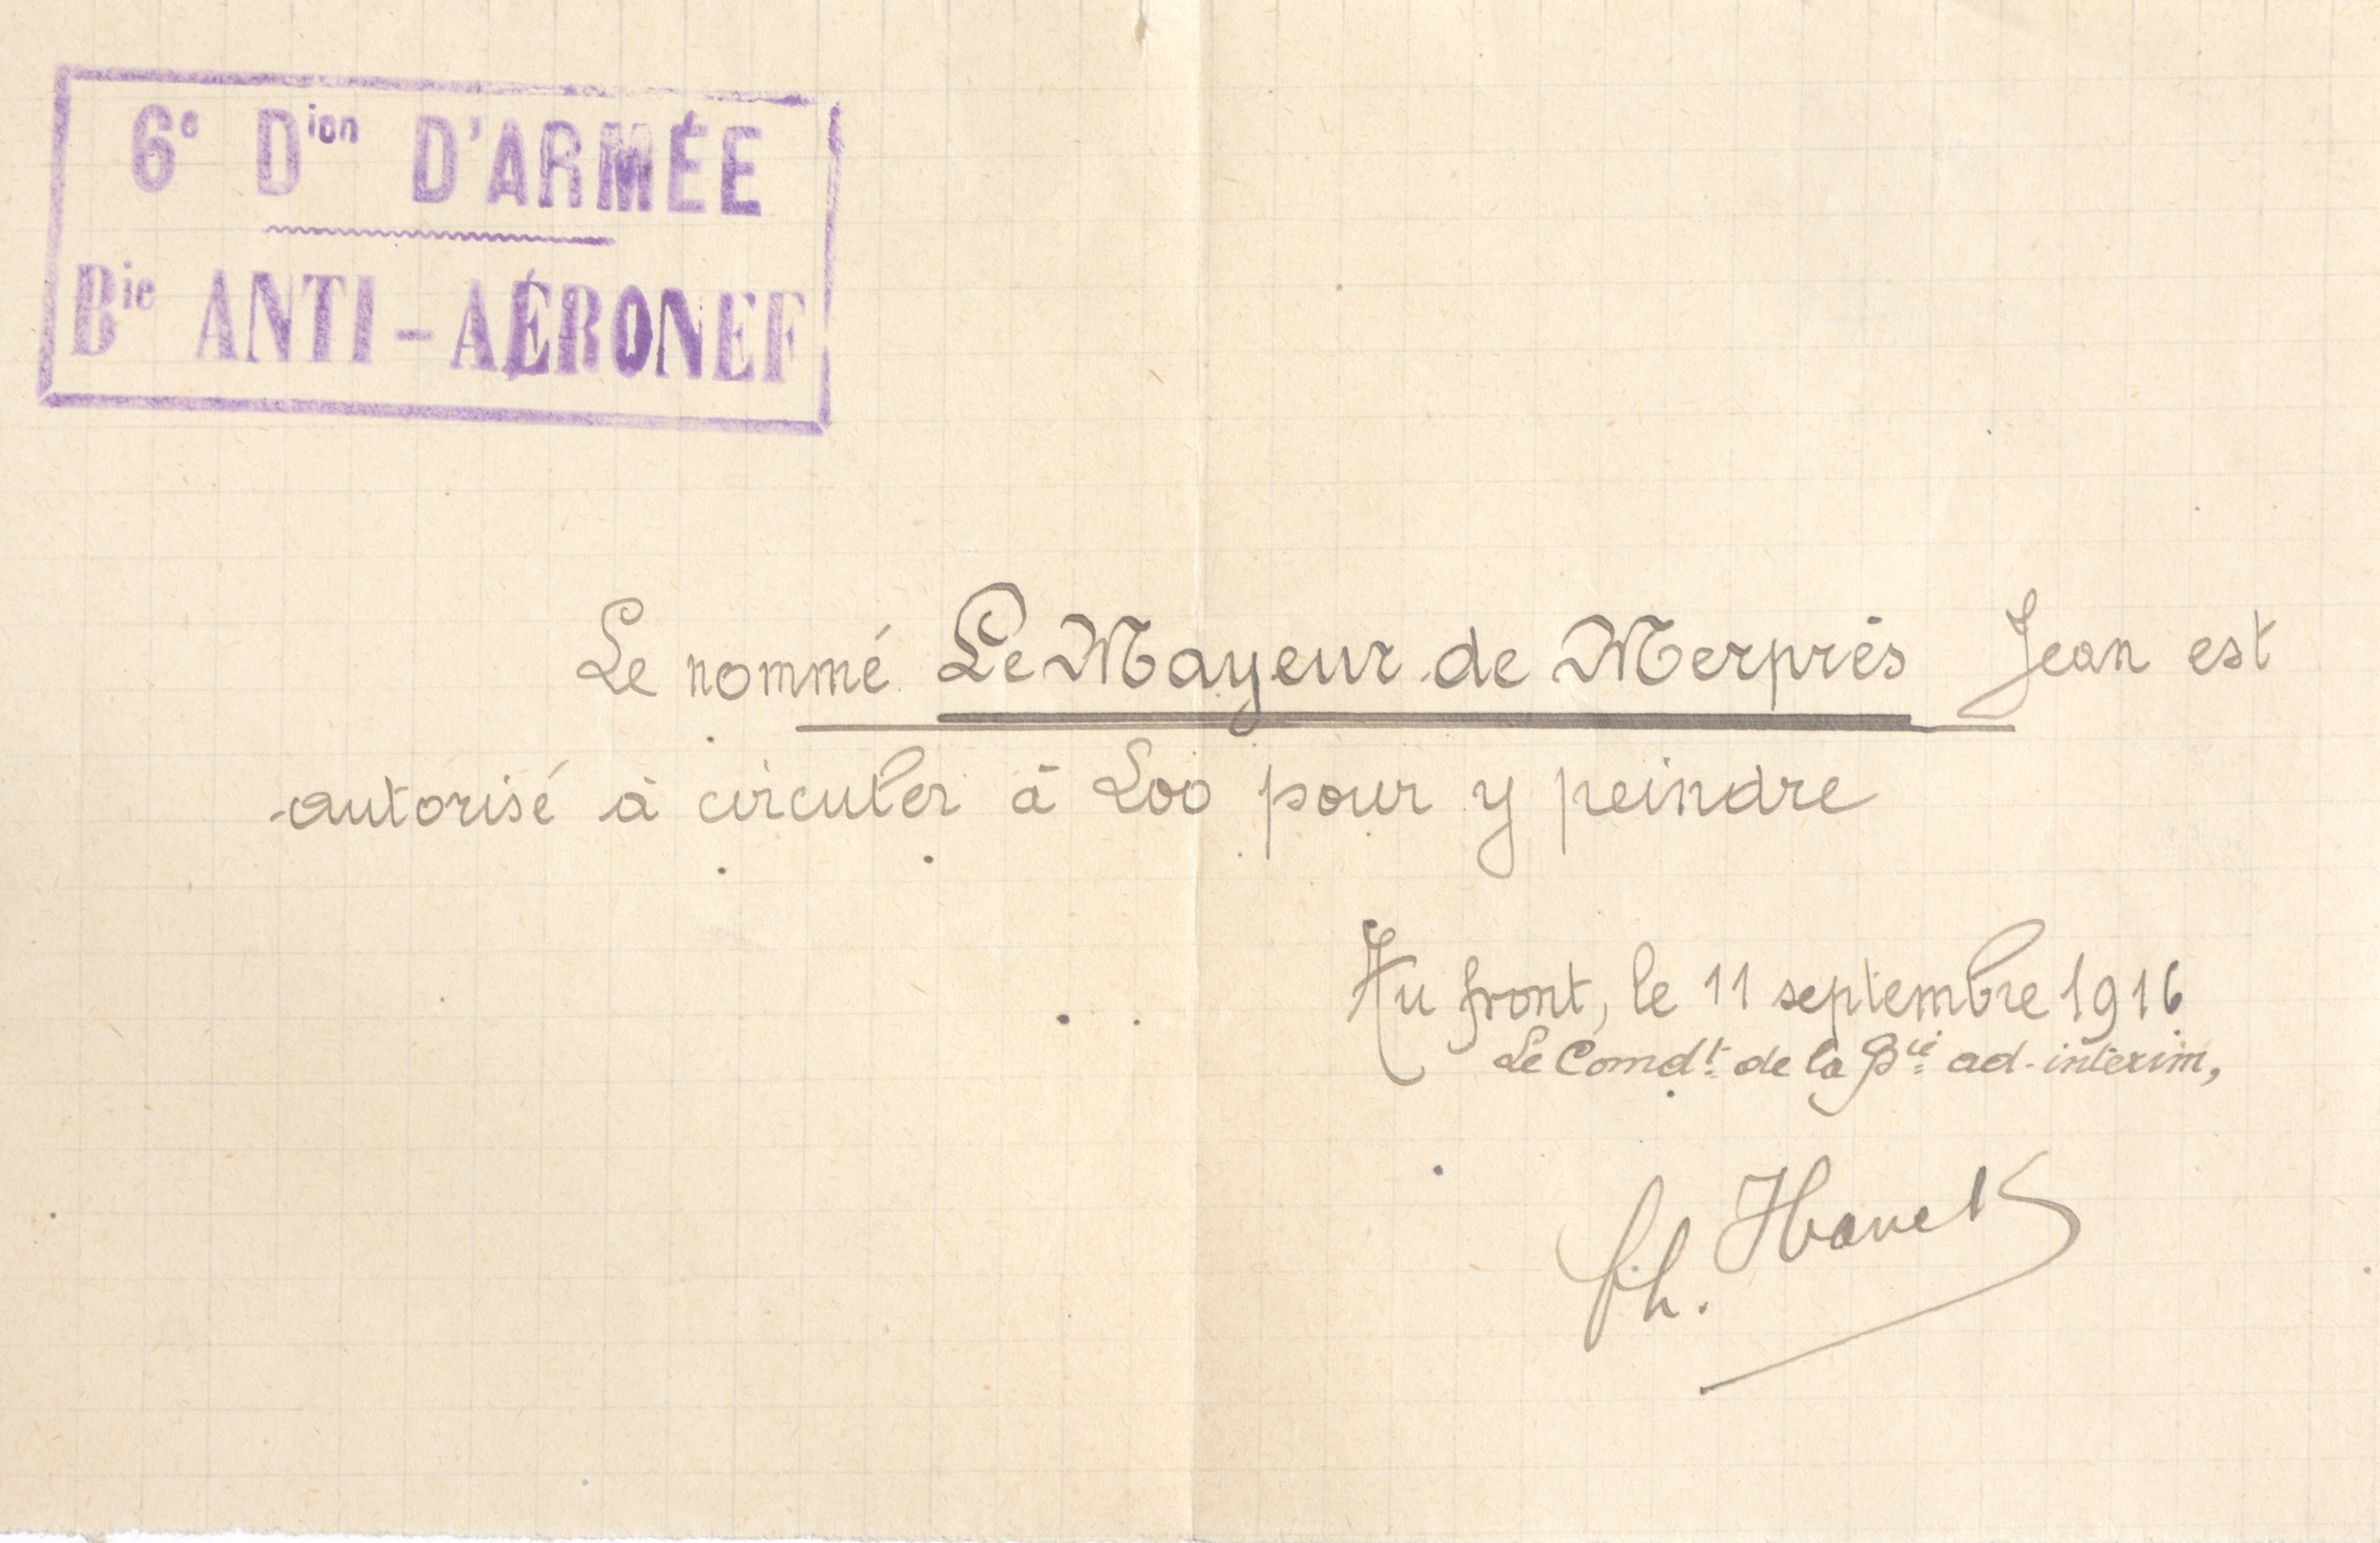 6e Dion D'ARMÉE
Bie ANTI-AÉRONEF
Le nommé Le Mayeur de Merprès Jean est
autorisé à circuler à Loo pour y peindre
Au front, le 11 septembre 1916
Le Comdt. de la Bie ad-interim,